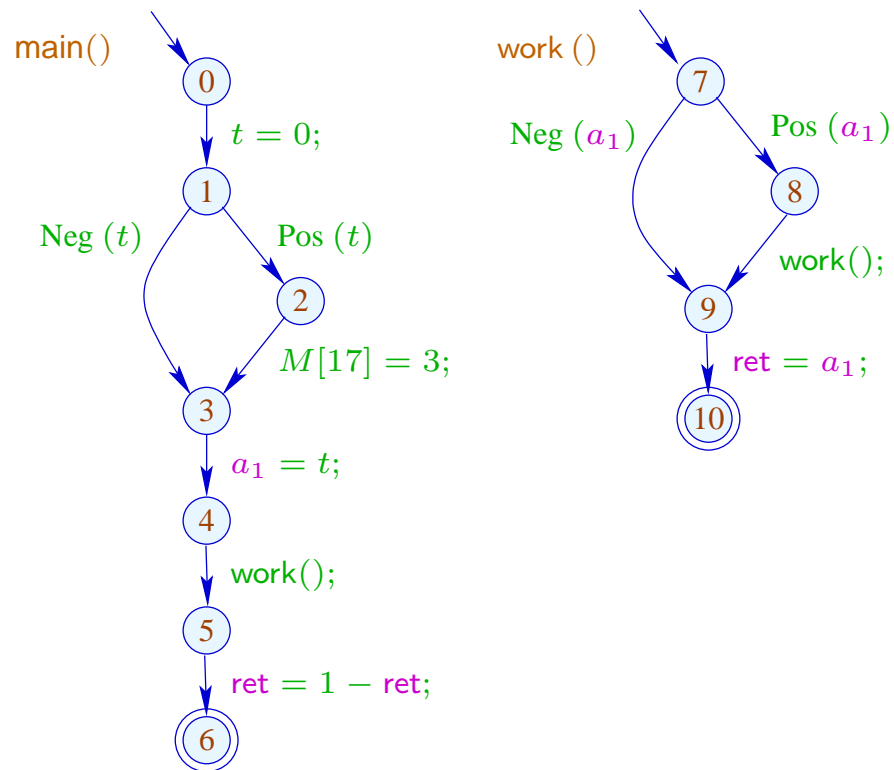 main()
0
t = 0;
1
Neg (t)
Pos (t)
2
M[17] = 3;
3
a₁ = t;
4
work();
5
ret = 1 − ret;
6
work ()
7
Neg (a₁)
Pos (a₁)
8
work();
9
ret = a₁;
10